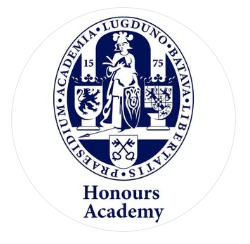 ACADEMIA · LUGDUNO · BATAVA · LIBERTATIS · PRAESIDIUM ·
15 75
Honours
Academy